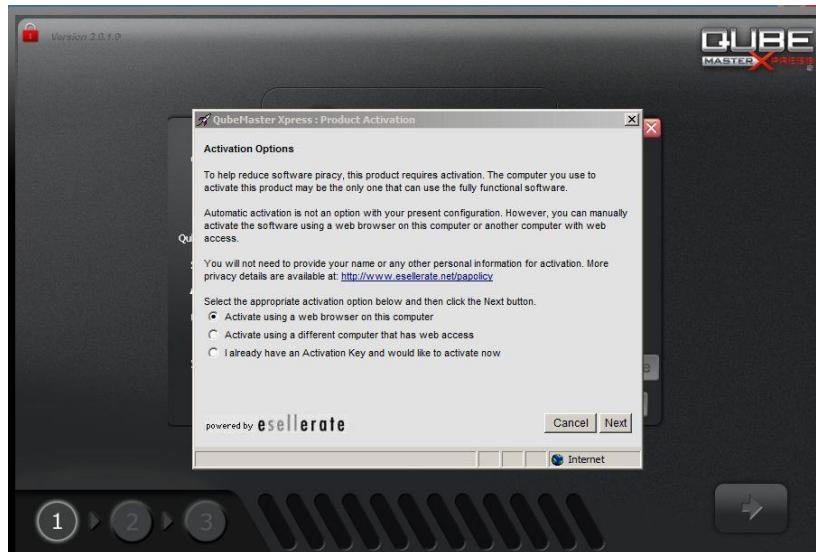 Version 2.0.1.0
QUBE
MASTER XPRESS
QubeMaster Xpress : Product Activation
Activation Options
To help reduce software piracy, this product requires activation. The computer you use to
activate this product may be the only one that can use the fully functional software.
Automatic activation is not an option with your present configuration. However, you can manually
activate the software using a web browser on this computer or another computer with web
access.
You will not need to provide your name or any other personal information for activation. More
privacy details are available at: http://www.esellerate.net/papolicy
Select the appropriate activation option below and then click the Next button.
Activate using a web browser on this computer
Activate using a different computer that has web access
I already have an Activation Key and would like to activate now
powered by esellerate
Cancel Next
Internet
1 2 3